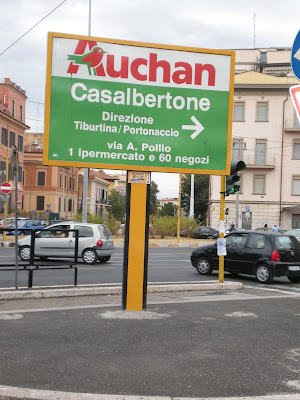 Auchan
Casalbertone
Direzione
Tiburtina/Portonaccio
via A. Pollio
1 ipermercato e 60 negozi